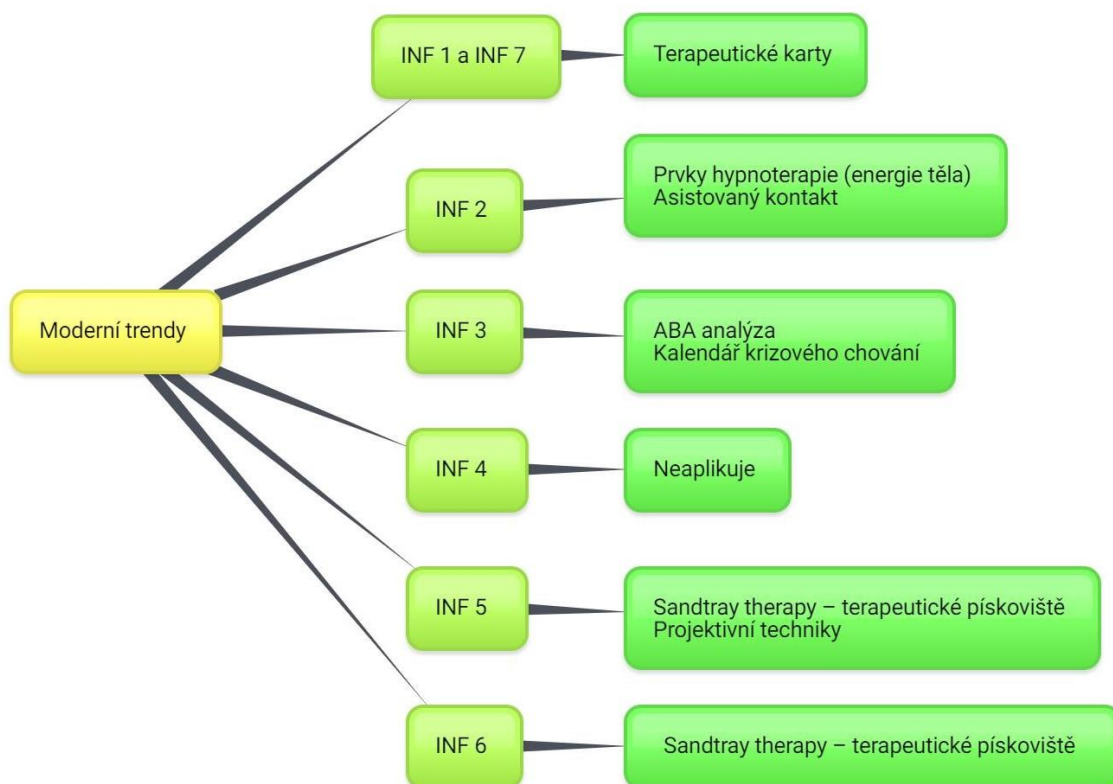 INF 1 a INF 7
Terapeutické karty
INF 2
Prvky hypnoterapie (energie těla)
Asistovaný kontakt
Moderní trendy
INF 3
ABA analýza
Kalendář krizového chování
INF 4
Neaplikuje
INF 5
Sandtray therapy – terapeutické pískoviště
Projektivní techniky
INF 6
Sandtray therapy – terapeutické pískoviště